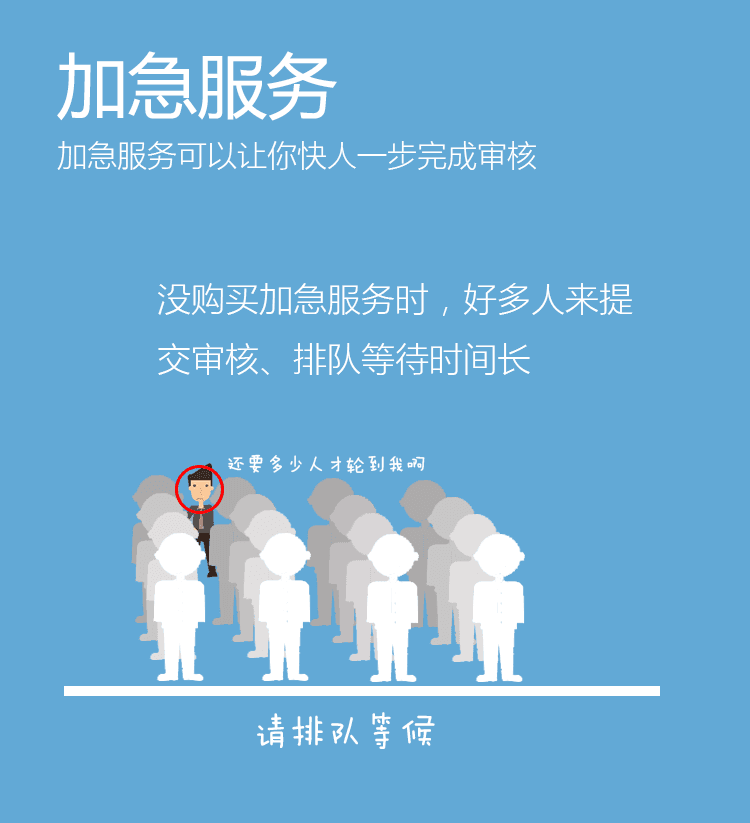 加急服务
加急服务可以让你快人一步完成审核
没购买加急服务时，好多人来提
交审核、排队等待时间长
还要多少人才轮到我啊
请排队等候